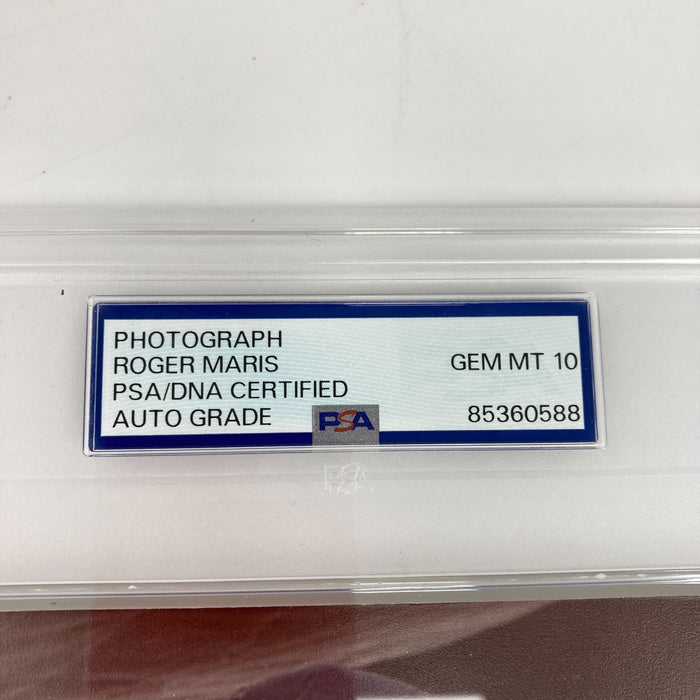 PHOTOGRAPH
ROGER MARIS GEM MT 10
PSA/DNA CERTIFIED
AUTO GRADE PSA 85360588
PSA